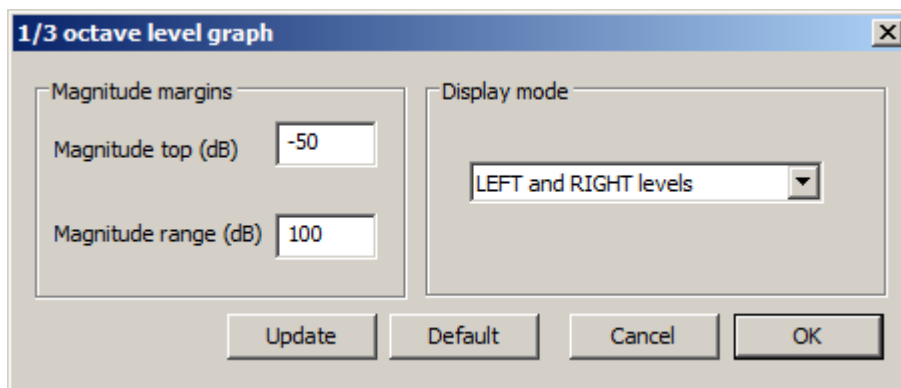 1/3 octave level graph
Magnitude margins
Magnitude top (dB) -50
Magnitude range (dB) 100
Display mode
LEFT and RIGHT levels
Update Default Cancel OK